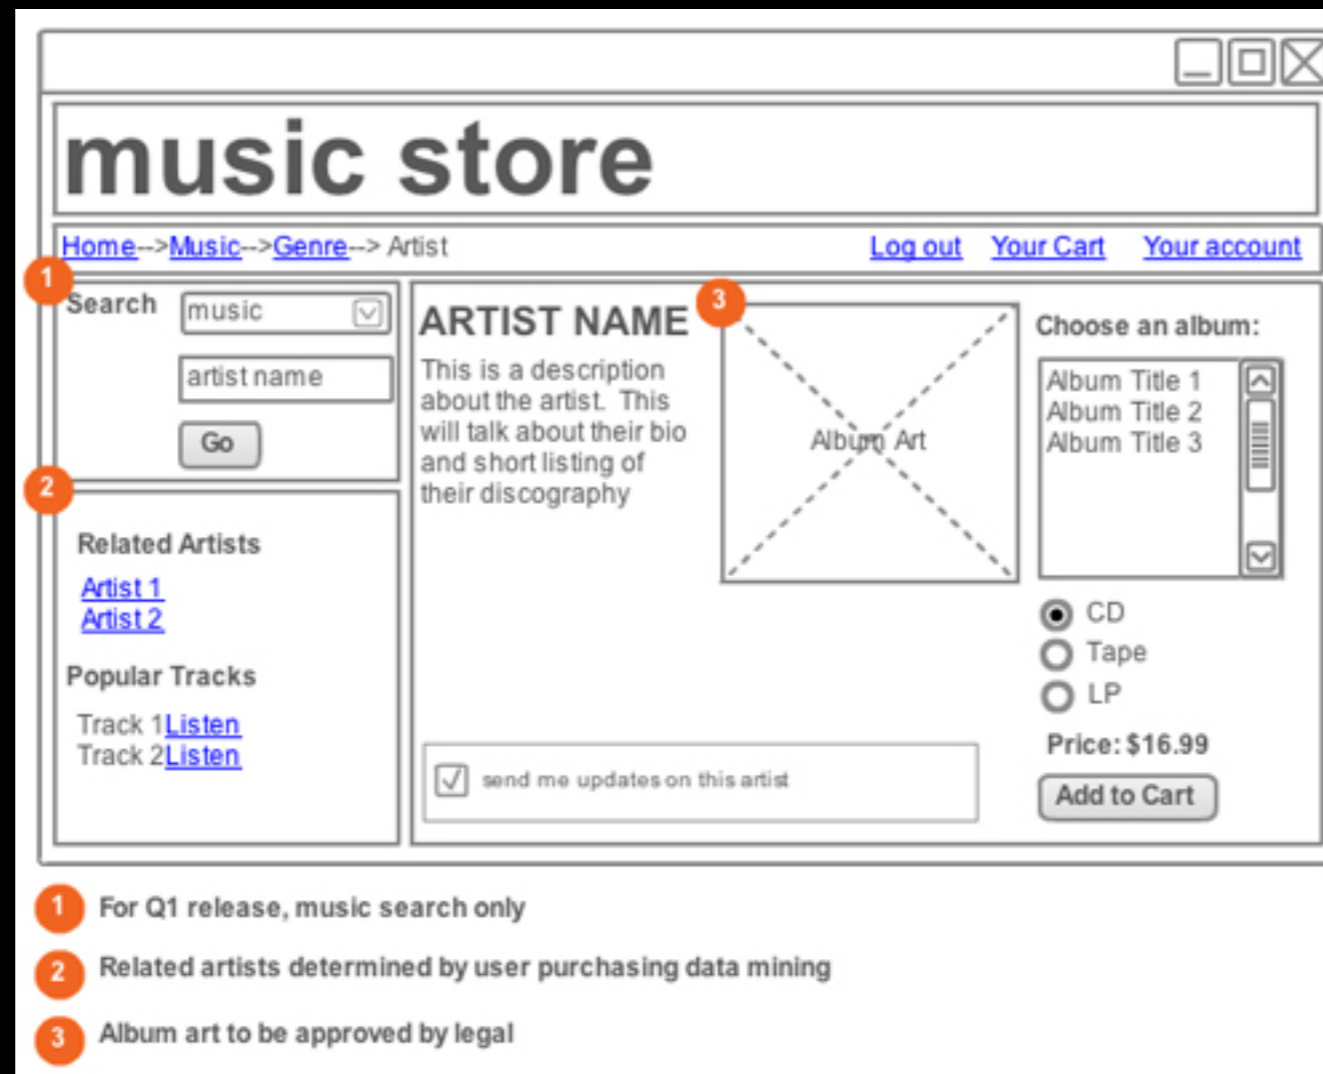 music store
Home-->Music-->Genre--> Artist
Log out Your Cart Your account
1
Search
music
artist name
Go
2
Related Artists
Artist 1
Artist 2
Popular Tracks
Track 1Listen
Track 2Listen
ARTIST NAME
This is a description
about the artist. This
will talk about their bio
and short listing of
their discography
3
Album Art
send me updates on this artist
Choose an album:
Album Title 1
Album Title 2
Album Title 3
CD
Tape
LP
Price: $16.99
Add to Cart
1 For Q1 release, music search only
2 Related artists determined by user purchasing data mining
3 Album art to be approved by legal